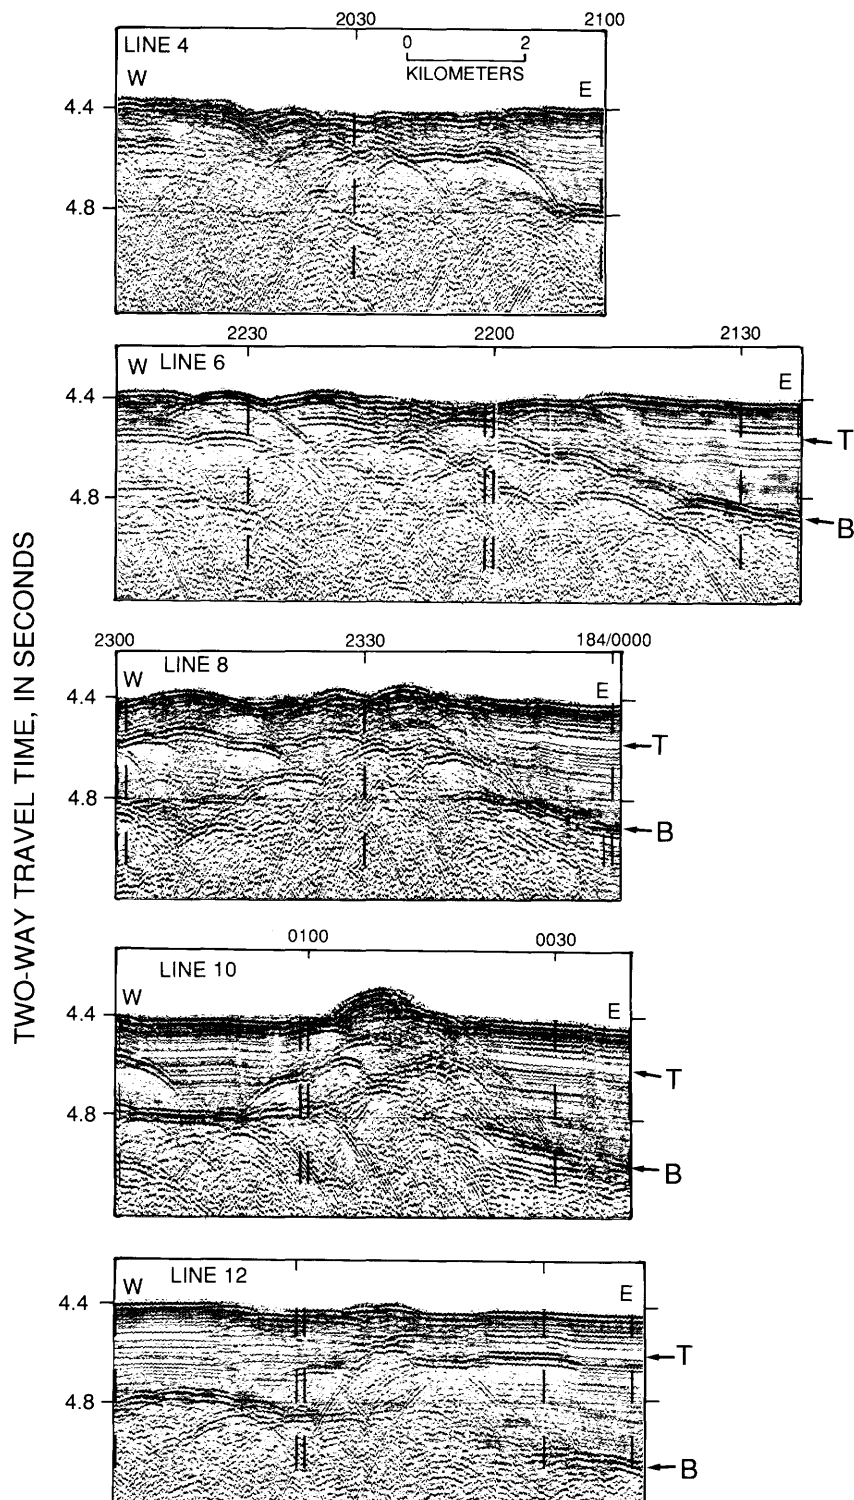 2030 2100
LINE 4
0 2
KILOMETERS
W E
4.4
4.8
2230 2200 2130
W LINE 6 E
4.4
T
4.8
B
2300 2330 184/0000
LINE 8
W E
4.4
T
4.8
B
TWO-WAY TRAVEL TIME, IN SECONDS
0100 0030
LINE 10
W E
4.4
T
4.8
B
W LINE 12 E
4.4
T
4.8
B